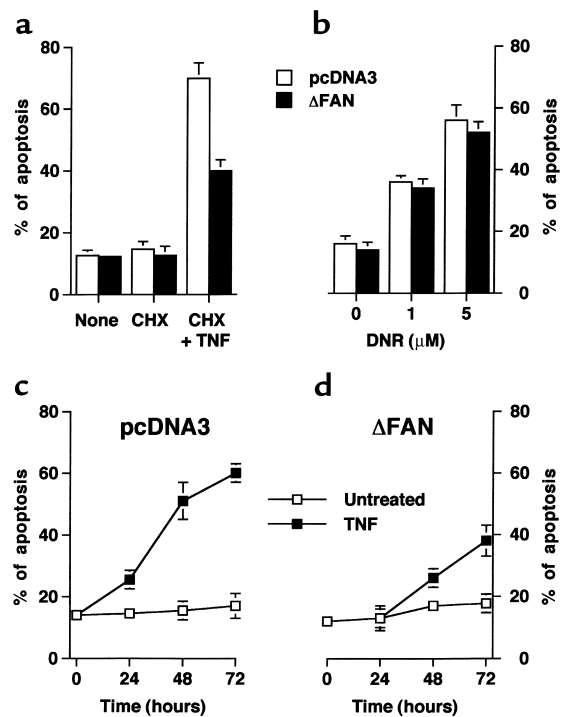 a
% of apoptosis
80
60
40
20
0
None CHX CHX
+ TNF
b
pcDNA3
ΔFAN
% of apoptosis
80
60
40
20
0
0 1 5
DNR (μM)
c
pcDNA3
% of apoptosis
80
60
40
20
0
0 24 48 72
Time (hours)
d
ΔFAN
Untreated
TNF
% of apoptosis
80
60
40
20
0
0 24 48 72
Time (hours)